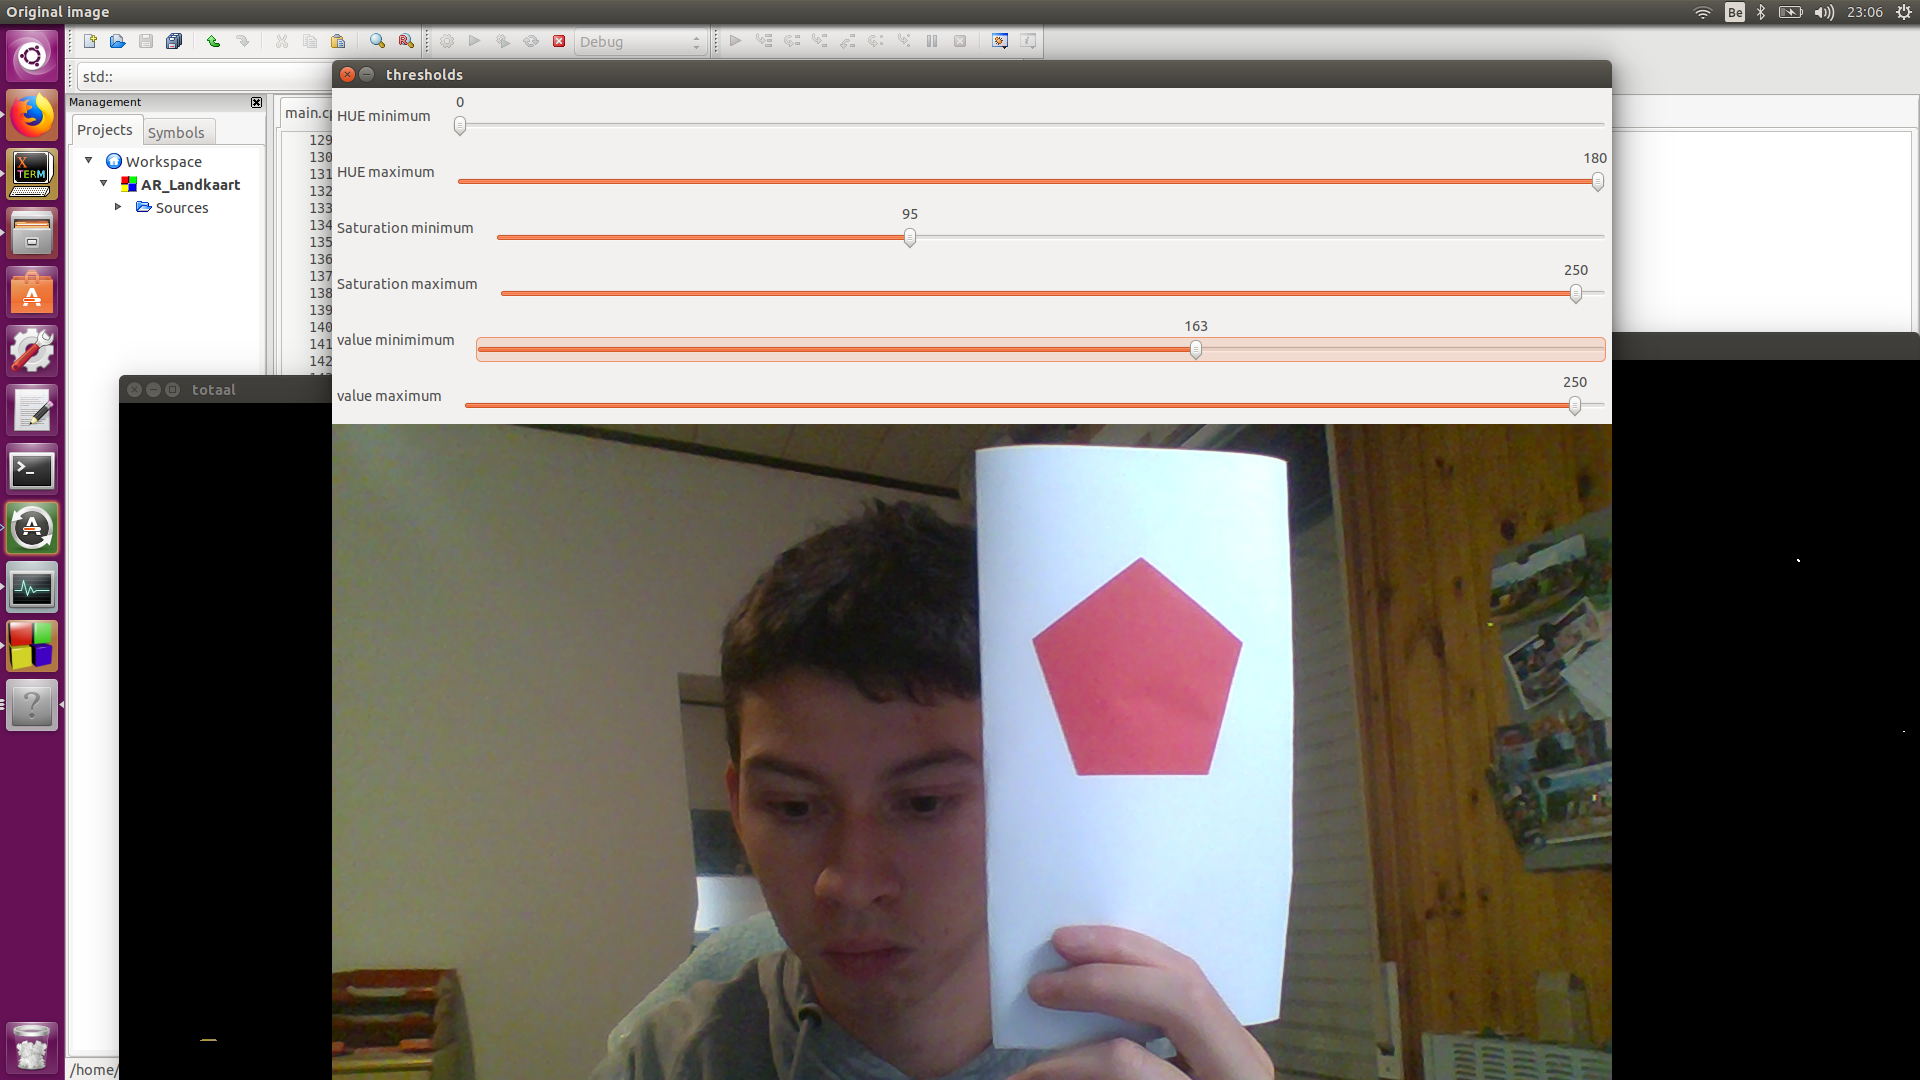 Original image
Be
23:06
Debug
std::
thresholds
Management
Projects
Symbols
main.cp
Workspace
AR_Landkaart
Sources
129
130
131
132
133
134
135
136
137
138
139
140
141
142
HUE minimum
0
HUE maximum
180
Saturation minimum
95
Saturation maximum
250
value minimimum
163
value maximum
250
totaal
X
TERM
/home/